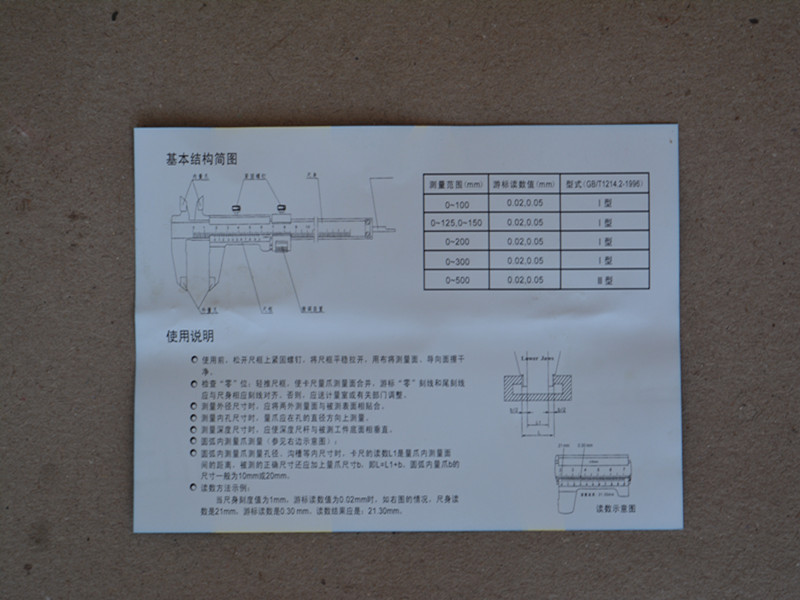 基本结构简图
紧固螺钉
尺身
尺框
测量范围(mm) 游标读数值(mm) 型式(GB/T1214.2-1996)
0~100 0.02,0.05 Ⅰ型
0~125,0~150 0.02,0.05 Ⅰ型
0~200 0.02,0.05 Ⅰ型
0~300 0.02,0.05 Ⅰ型
0~500 0.02,0.05 Ⅲ型
使用说明
使用前，松开尺框上紧固螺钉，将尺框平稳拉开，用布将测量面、导向面擦干
净。
检查“零”位：轻推尺框，使卡尺量爪测量面合并，游标“零”刻线和尾刻线
应与尺身相应刻线对齐，否则，应送计量室或有关部门调整。
测量外径尺寸时，应将两外测量面与被测表面相贴合。
测量内孔尺寸时，量爪应在孔的直径方向上测量。
测量深度尺寸时，应使深度尺杆与被测工件底面相垂直。
圆弧内测量爪测量（参见右边示意图）：
圆弧内测量爪测量孔径、沟槽等内尺寸时，卡尺的读数L1是量爪内测量面
间的距离，被测的正确尺寸还应加上量爪尺寸b，即L=L1+b。圆弧内量爪b的
尺寸一般为10mm或20mm。
读数方法示例：
当尺身刻度值为1mm，游标读数值为0.02mm时，如右图的情况，尺身读
数是21mm，游标读数是0.30mm，读数结果应是：21.30mm。
Lower Jaws
b/2 b/2
L1
L
读数示意图